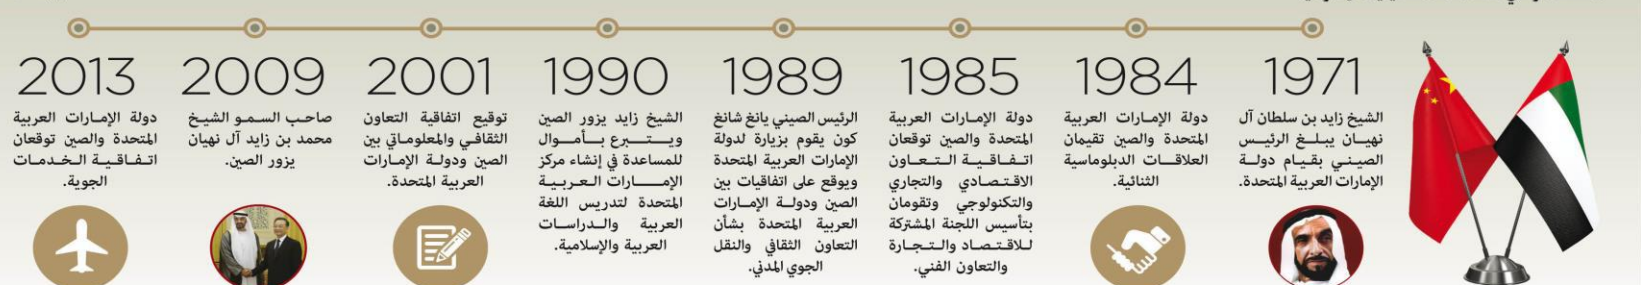 1971
الشيخ زايد بن سلطان آل
نهيان يبلغ الرئيس
الصيني بقيام دولة
الإمارات العربية المتحدة.
1984
دولة الإمارات العربية
المتحدة والصين تقيمان
العلاقات الدبلوماسية
الثنائية.
1985
دولة الإمارات العربية
المتحدة والصين توقعان
اتفاقية التعاون
الاقتصادي والتجاري
والتكنولوجي وتقومان
بتأسيس اللجنة المشتركة
للاقتصاد والتجارة
والتعاون الفني.
1989
الرئيس الصيني يانغ شانغ
كون يقوم بزيارة لدولة
الإمارات العربية المتحدة
ويوقع على اتفاقيات بين
الصين ودولة الإمارات
العربية المتحدة بشأن
التعاون الثقافي والنقل
الجوي المدني.
1990
الشيخ زايد يزور الصين
ويتبرع بأموال
للمساعدة في إنشاء مركز
الإمارات العربية
المتحدة لتدريس اللغة
العربية والدراسات
العربية والإسلامية.
2001
توقيع اتفاقية التعاون
الثقافي والمعلوماتي بين
الصين ودولة الإمارات
العربية المتحدة.
2009
صاحب السمو الشيخ
محمد بن زايد آل نهيان
يزور الصين.
2013
دولة الإمارات العربية
المتحدة والصين توقعان
اتفاقية الخدمات
الجوية.